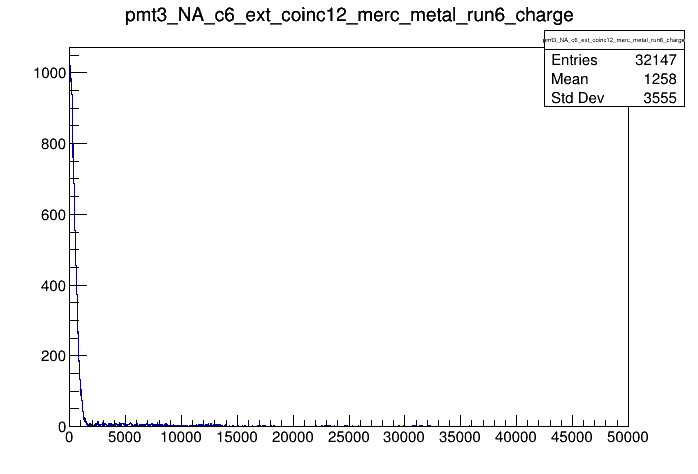 pmt3_NA_c6_ext_coinc12_merc_metal_run6_charge
pmt3_NA_c6_ext_coinc12_merc_metal_run6_charge
Entries 32147
Mean 1258
Std Dev 3555
1000
800
600
400
200
0
0 5000 10000 15000 20000 25000 30000 35000 40000 45000 50000